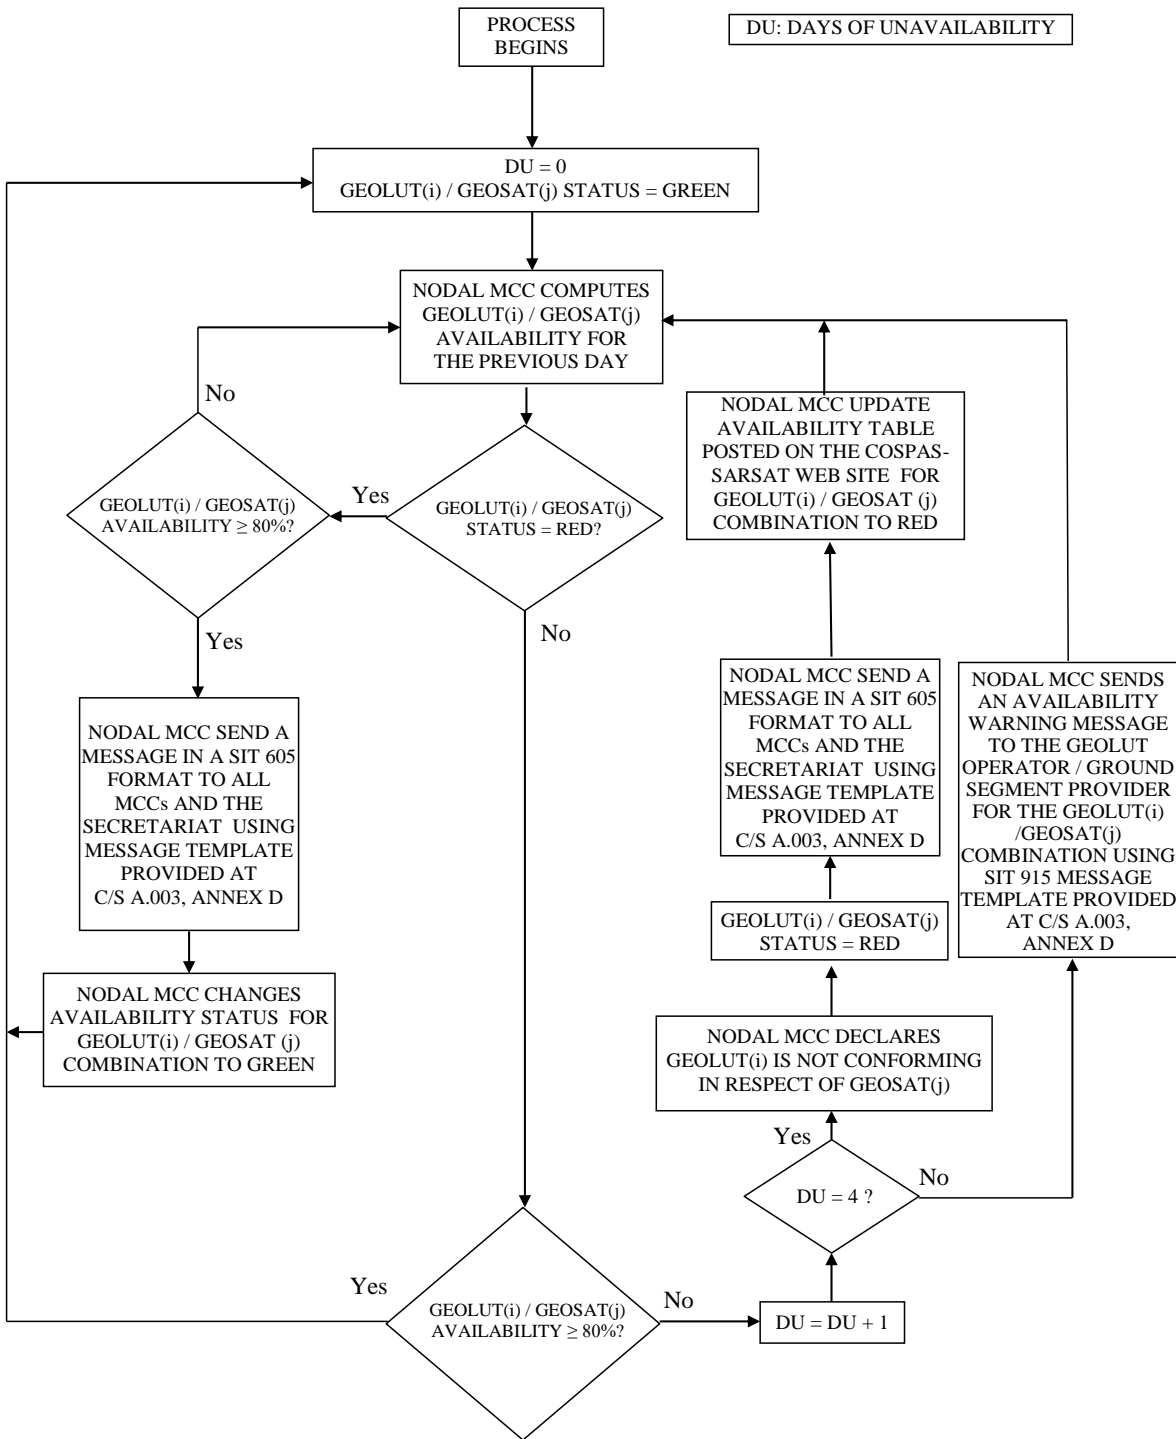 PROCESS
BEGINS
DU: DAYS OF UNAVAILABILITY
DU = 0
GEOLUT(i) / GEOSAT(j) STATUS = GREEN
NODAL MCC COMPUTES
GEOLUT(i) / GEOSAT(j)
AVAILABILITY FOR
THE PREVIOUS DAY
No
GEOLUT(i) / GEOSAT(j)
AVAILABILITY ≥ 80%?
Yes
GEOLUT(i) / GEOSAT(j)
STATUS = RED?
NODAL MCC UPDATE
AVAILABILITY TABLE
POSTED ON THE COSPAS-
SARSAT WEB SITE FOR
GEOLUT(i) / GEOSAT (j)
COMBINATION TO RED
Yes
No
NODAL MCC SEND A
MESSAGE IN A SIT 605
FORMAT TO ALL
MCCs AND THE
SECRETARIAT USING
MESSAGE TEMPLATE
PROVIDED AT
C/S A.003, ANNEX D
NODAL MCC SEND A
MESSAGE IN A SIT 605
FORMAT TO ALL
MCCs AND THE
SECRETARIAT USING
MESSAGE TEMPLATE
PROVIDED AT
C/S A.003, ANNEX D
NODAL MCC SENDS
AN AVAILABILITY
WARNING MESSAGE
TO THE GEOLUT
OPERATOR / GROUND
SEGMENT PROVIDER
FOR THE GEOLUT(i)
/GEOSAT(j)
COMBINATION USING
SIT 915 MESSAGE
TEMPLATE PROVIDED
AT C/S A.003,
ANNEX D
GEOLUT(i) / GEOSAT(j)
STATUS = RED
NODAL MCC CHANGES
AVAILABILITY STATUS FOR
GEOLUT(i) / GEOSAT (j)
COMBINATION TO GREEN
NODAL MCC DECLARES
GEOLUT(i) IS NOT CONFORMING
IN RESPECT OF GEOSAT(j)
Yes
DU = 4 ?
No
Yes
GEOLUT(i) / GEOSAT(j)
AVAILABILITY ≥ 80%?
No
DU = DU + 1